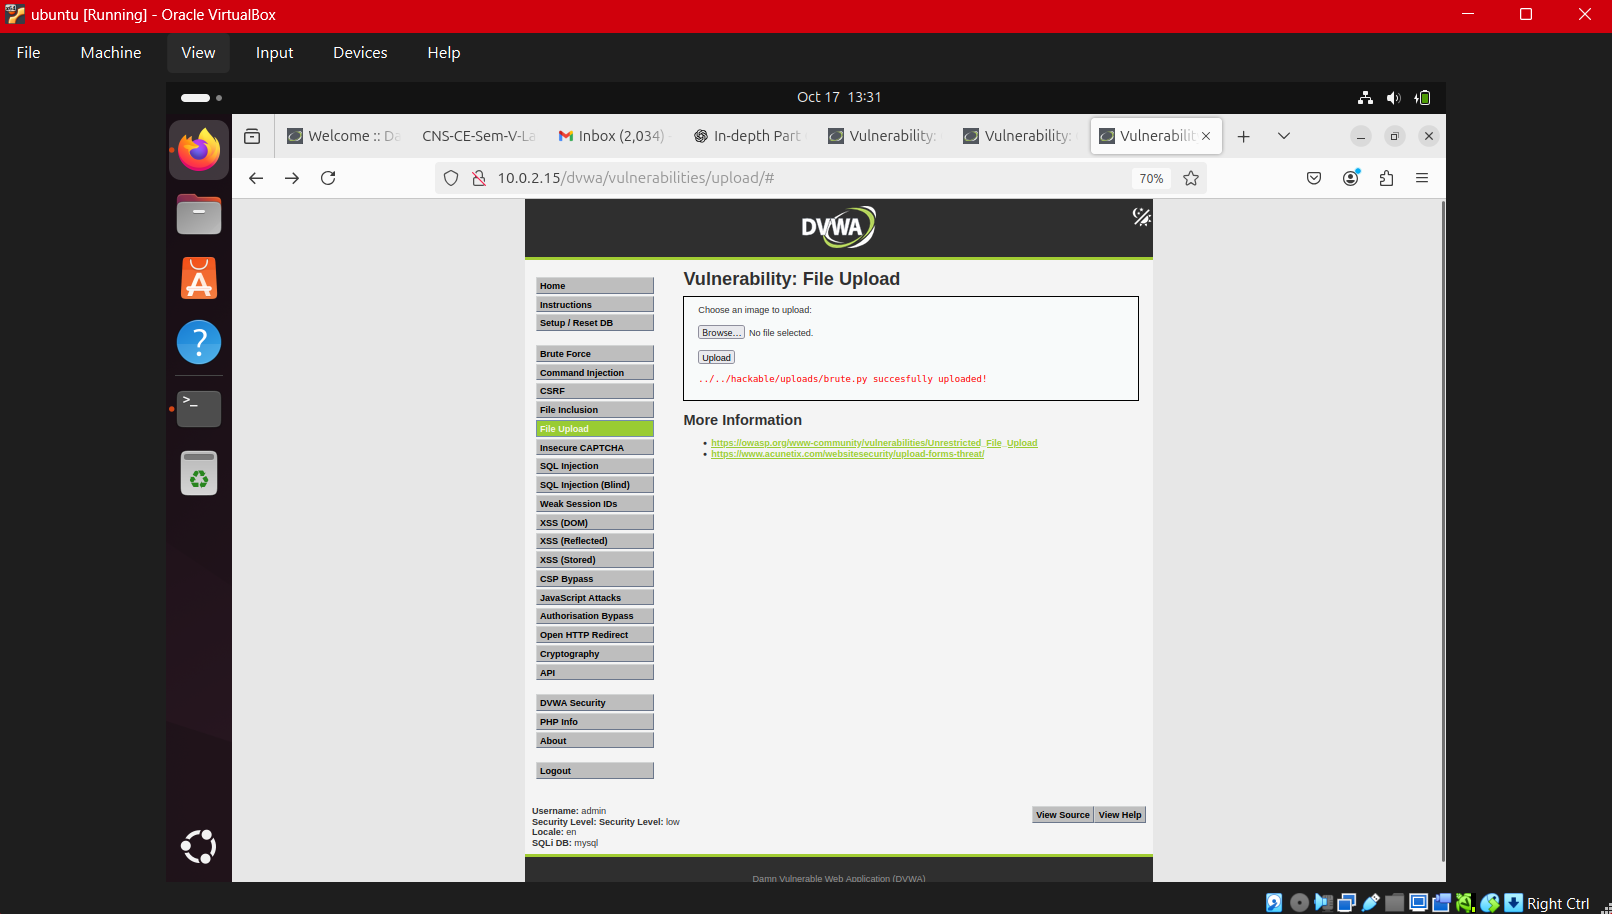 ubuntu [Running] - Oracle VirtualBox
File Machine View Input Devices Help
Oct 17 13:31
Welcome :: Da CNS-CE-Sem-V-La Inbox (2,034) - In-depth Part Vulnerability: Vulnerability: Vulnerabilit
10.0.2.15/dvwa/vulnerabilities/upload/# 70%
DVWA
Home
Instructions
Setup / Reset DB
Brute Force
Command Injection
CSRF
File Inclusion
File Upload
Insecure CAPTCHA
SQL Injection
SQL Injection (Blind)
Weak Session IDs
XSS (DOM)
XSS (Reflected)
XSS (Stored)
CSP Bypass
JavaScript Attacks
Authorisation Bypass
Open HTTP Redirect
Cryptography
API
DVWA Security
PHP Info
About
Logout
Vulnerability: File Upload
Choose an image to upload:
Browse... No file selected.
Upload
../../hackable/uploads/brute.py succesfully uploaded!
More Information
https://owasp.org/www-community/vulnerabilities/Unrestricted_File_Upload
https://www.acunetix.com/websitesecurity/upload-forms-threat/
Username: admin
Security Level: Security Level: low
Locale: en
SQLi DB: mysql
View Source View Help
Damn Vulnerable Web Application (DVWA)
Right Ctrl